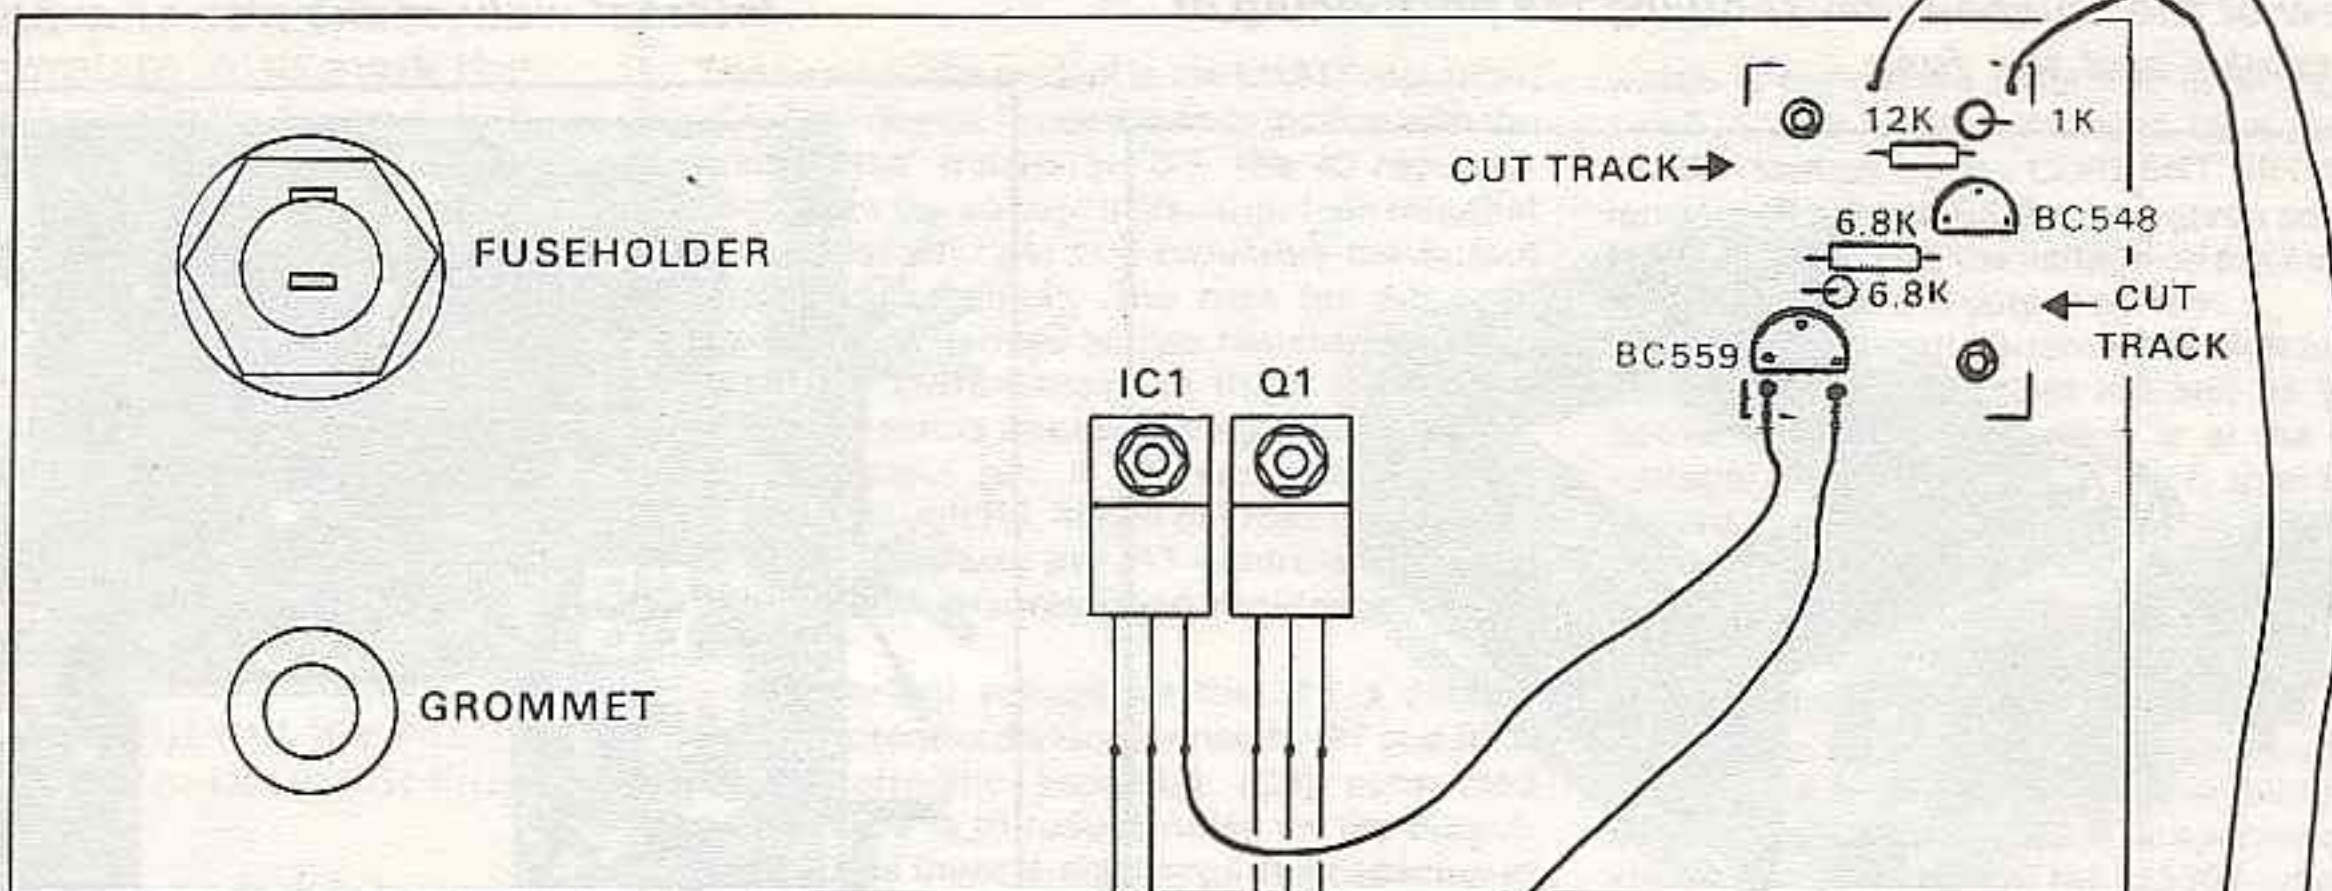 12K
1K
CUT TRACK
6.8K
BC548
FUSEHOLDER
6.8K
CUT
TRACK
BC559
IC1
Q1
GROMMET